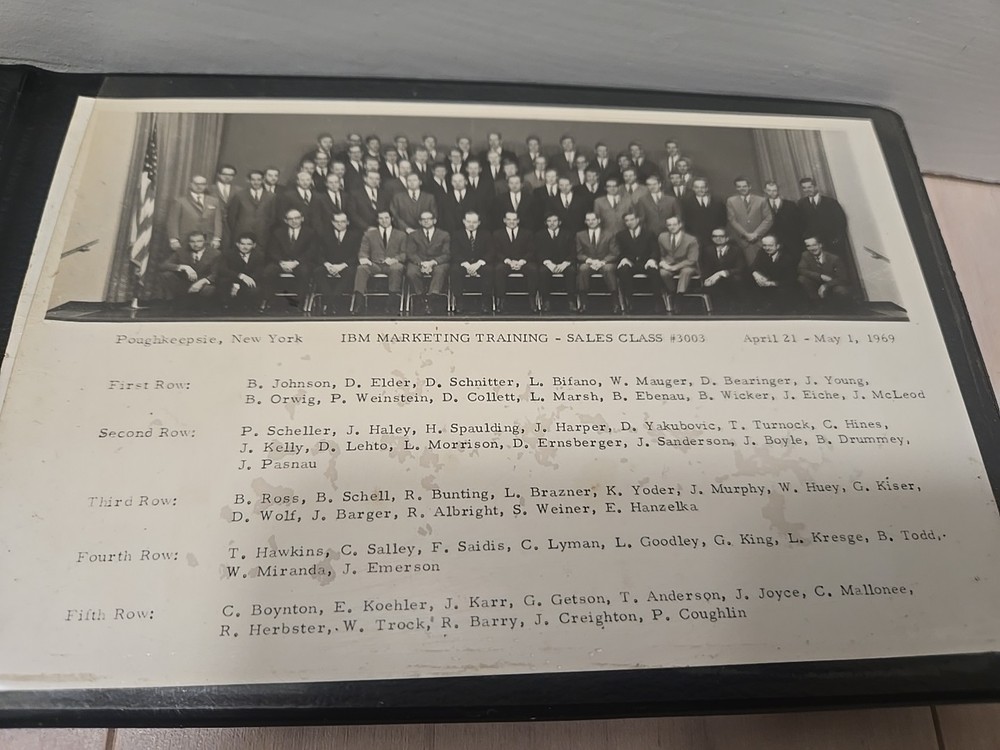 Poughkeepsie, New York IBM MARKETING TRAINING - SALES CLASS #3003 April 21 - May 1, 1969
First Row: B. Johnson, D. Elder, D. Schnitter, L. Bifano, W. Mauger, D. Bearinger, J. Young,
B. Orwig, P. Weinstein, D. Collett, L. Marsh, B. Ebenau, B. Wicker, J. Eiche, J. McLeod
Second Row: P. Scheller, J. Haley, H. Spaulding, J. Harper, D. Yakubovic, T. Turnock, C. Hines,
J. Kelly, D. Lehto, L. Morrison, D. Ernsberger, J. Sanderson, J. Boyle, B. Drummey,
J. Pasnau
Third Row: B. Ross, B. Schell, R. Bunting, L. Brazner, K. Yoder, J. Murphy, W. Huey, G. Kiser,
D. Wolf, J. Barger, R. Albright, S. Weiner, E. Hanzelka
Fourth Row: T. Hawkins, C. Salley, F. Saidis, C. Lyman, L. Goodley, G. King, L. Kresge, B. Todd,
W. Miranda, J. Emerson
Fifth Row: C. Boynton, E. Koehler, J. Karr, G. Getson, T. Anderson, J. Joyce, C. Mallonee,
R. Herbster, W. Trock, R. Barry, J. Creighton, P. Coughlin